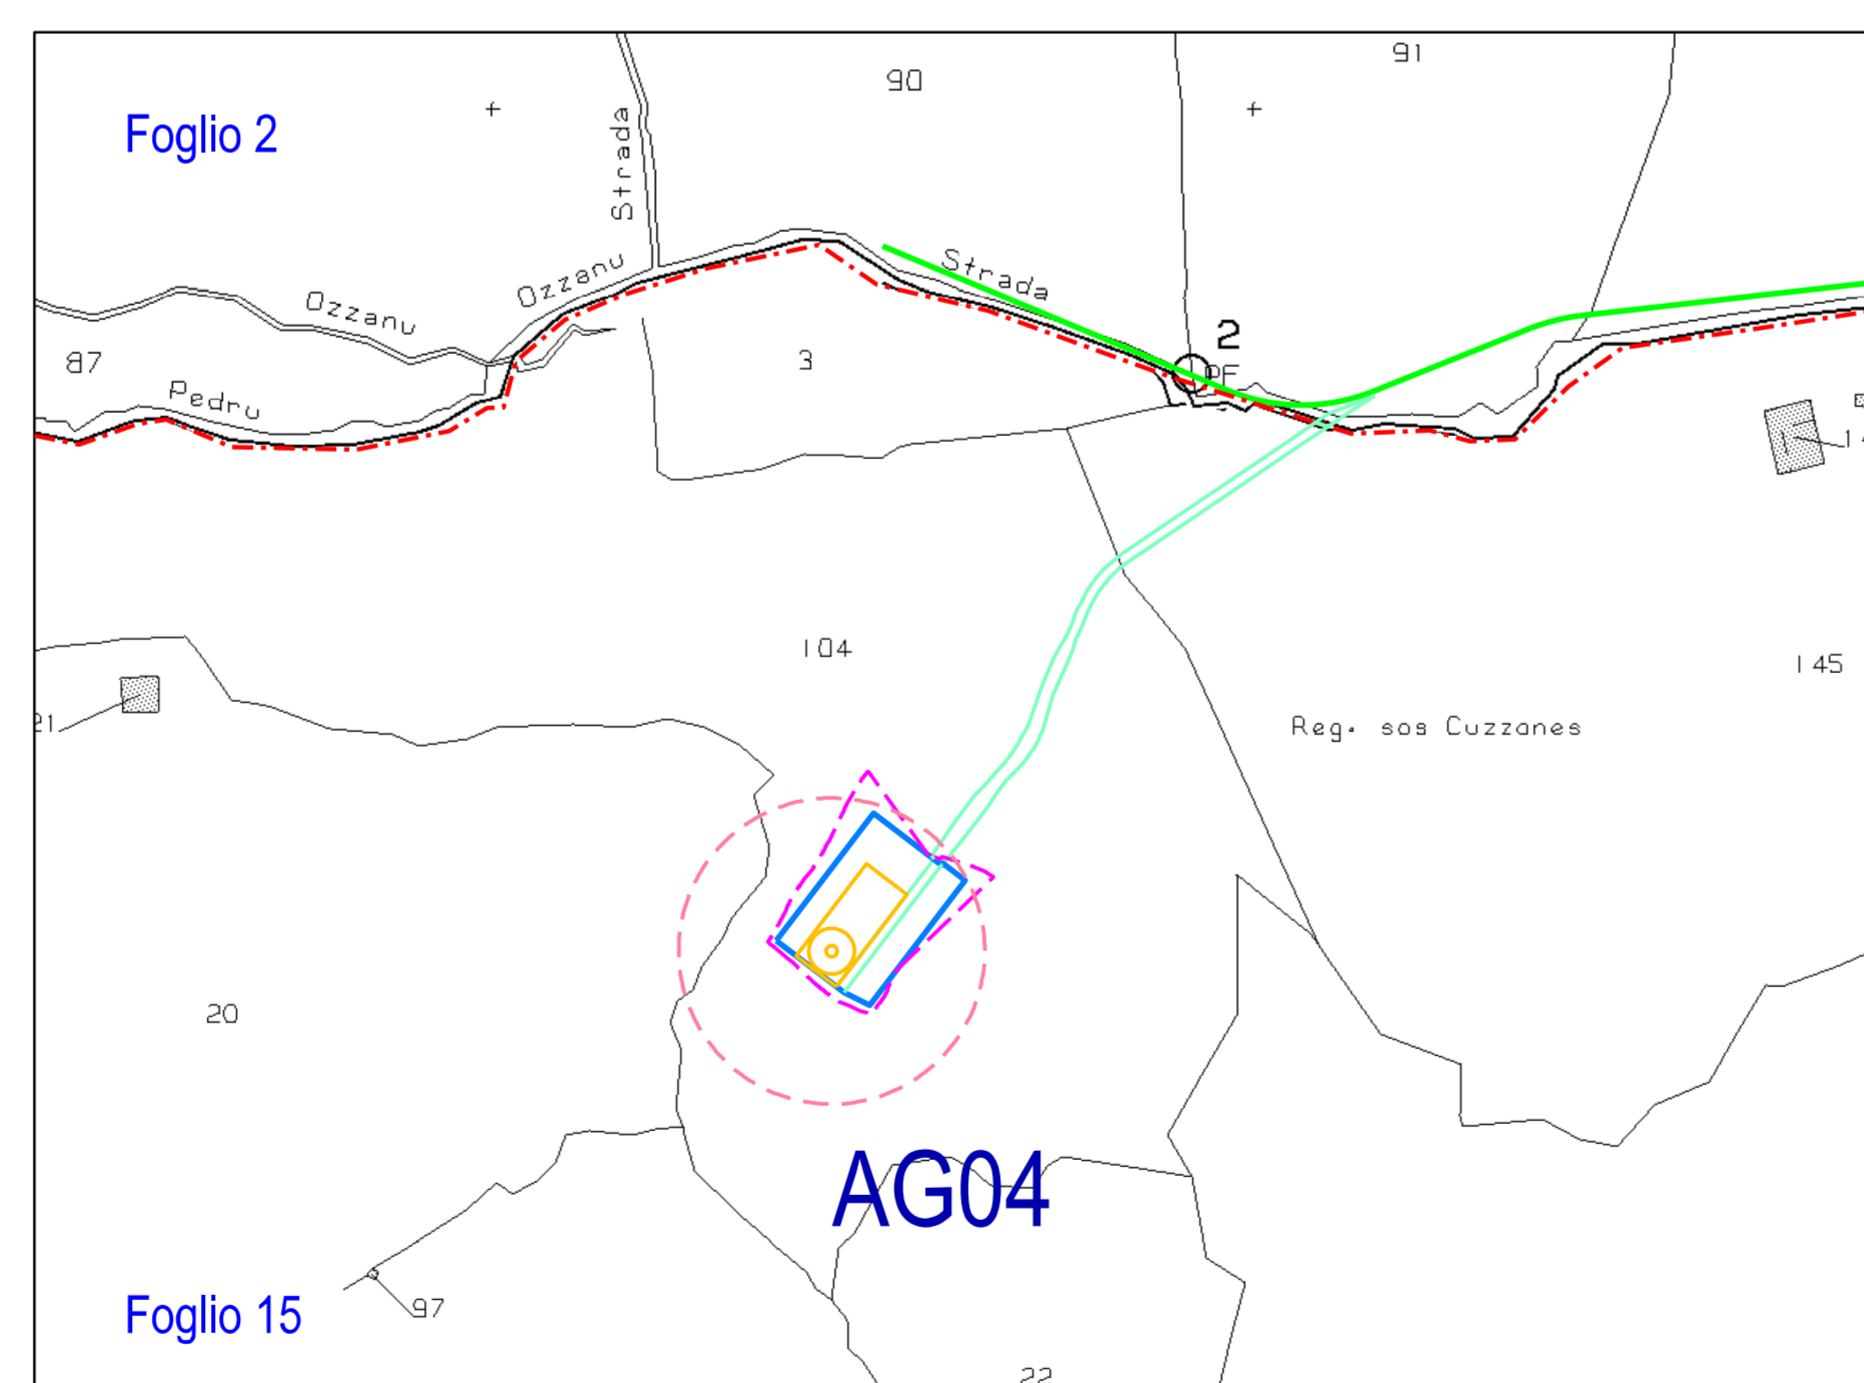 91
90
Foglio 2
Strada
Strada
Ozzanu
Ozzanu
2
PF
3
87
Pedru
104
145
Reg. sos Cuzzones
20
AG04
97
Foglio 15
22